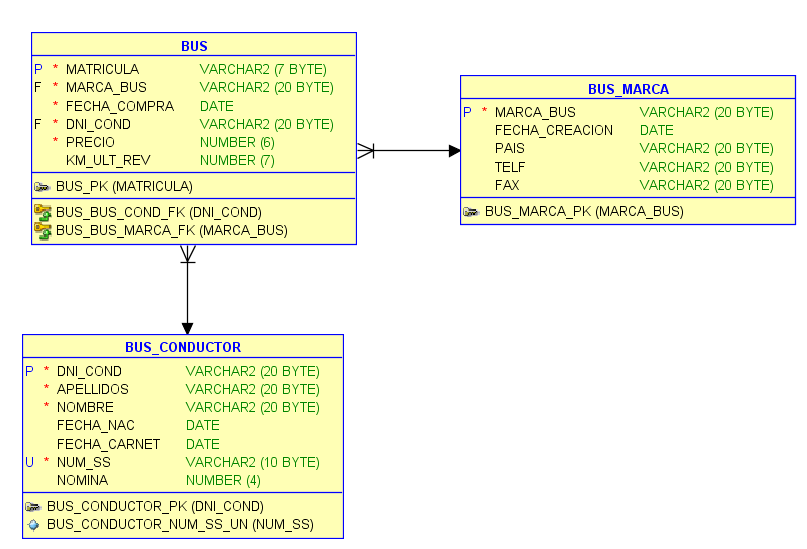 BUS
P * MATRICULA VARCHAR2 (7 BYTE)
F * MARCA_BUS VARCHAR2 (20 BYTE)
* FECHA_COMPRA DATE
F * DNI_COND VARCHAR2 (20 BYTE)
* PRECIO NUMBER (6)
KM_ULT_REV NUMBER (7)
BUS_PK (MATRICULA)
BUS_BUS_COND_FK (DNI_COND)
BUS_BUS_MARCA_FK (MARCA_BUS)
BUS_MARCA
P * MARCA_BUS VARCHAR2 (20 BYTE)
FECHA_CREACION DATE
PAIS VARCHAR2 (20 BYTE)
TELF VARCHAR2 (20 BYTE)
FAX VARCHAR2 (20 BYTE)
BUS_MARCA_PK (MARCA_BUS)
BUS_CONDUCTOR
P * DNI_COND VARCHAR2 (20 BYTE)
* APELLIDOS VARCHAR2 (20 BYTE)
* NOMBRE VARCHAR2 (20 BYTE)
FECHA_NAC DATE
FECHA_CARNET DATE
U * NUM_SS VARCHAR2 (10 BYTE)
NOMINA NUMBER (4)
BUS_CONDUCTOR_PK (DNI_COND)
BUS_CONDUCTOR_NUM_SS_UN (NUM_SS)